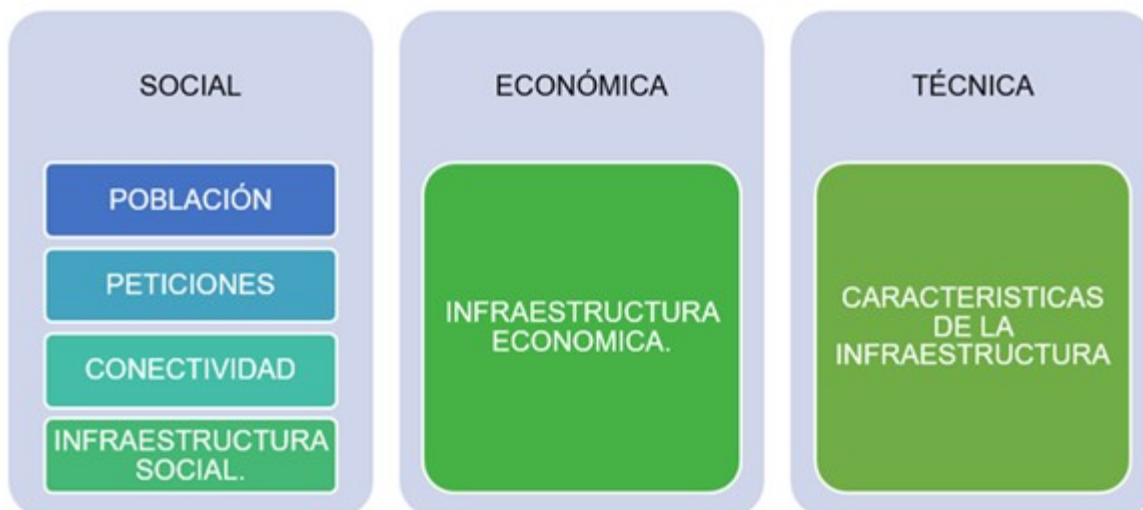 SOCIAL
POBLACIÓN
PETICIONES
CONECTIVIDAD
INFRAESTRUCTURA
SOCIAL.
ECONÓMICA
INFRAESTRUCTURA
ECONOMICA.
TÉCNICA
CARACTERISTICAS
DE LA
INFRAESTRUCTURA